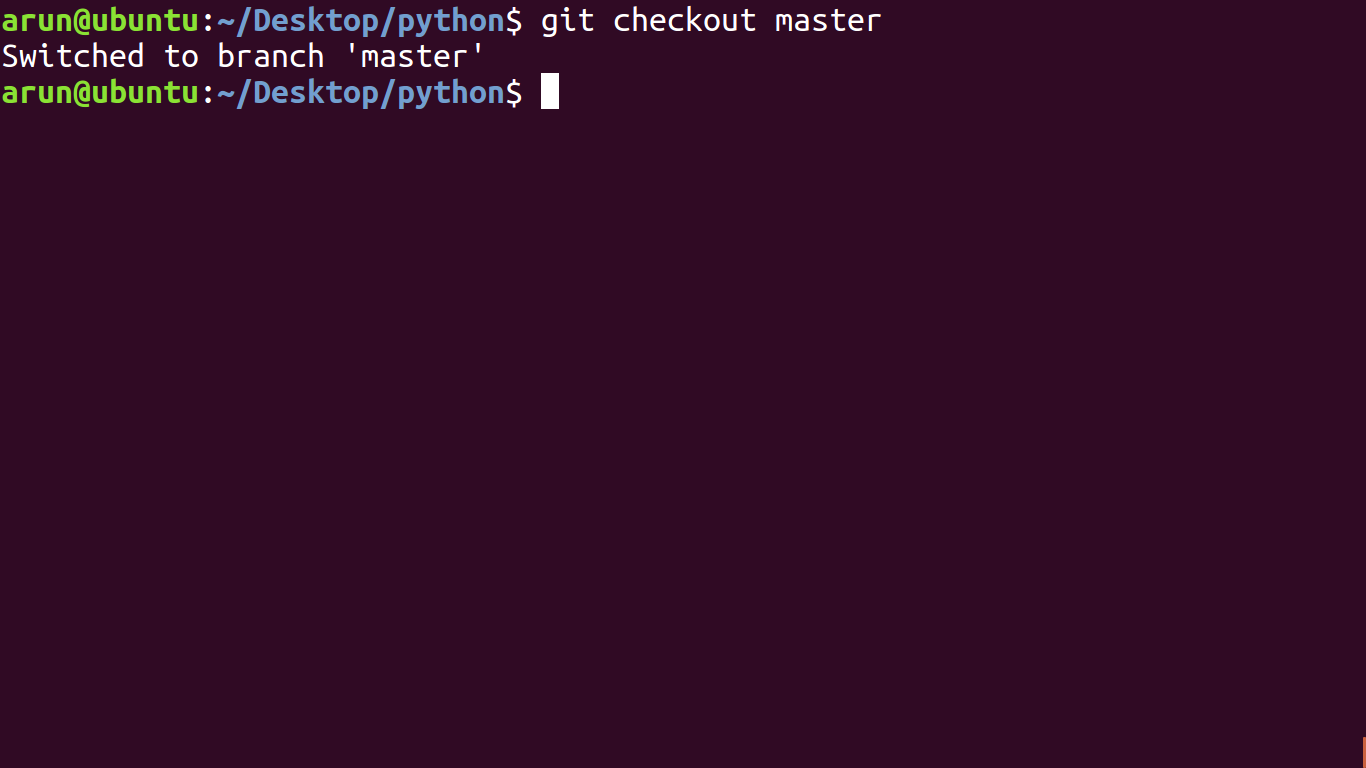 arun@ubuntu:~/Desktop/python$ git checkout master
Switched to branch 'master'
arun@ubuntu:~/Desktop/python$